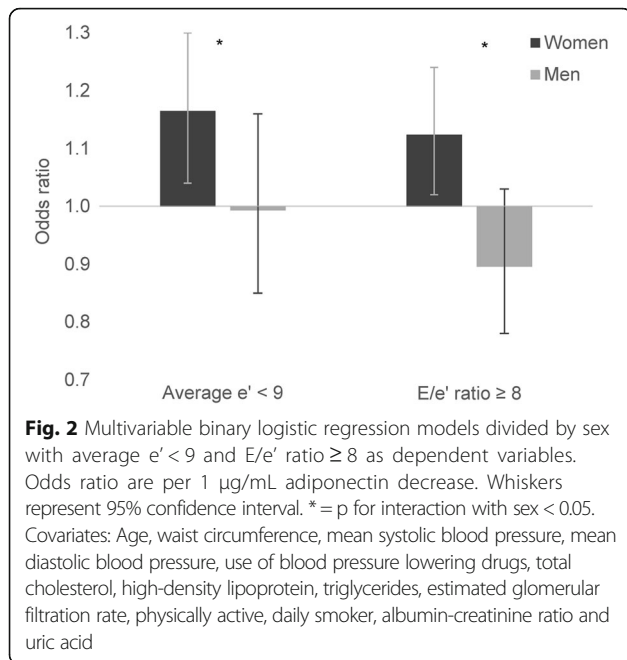 1.3
1.2
1.1
1.0
0.9
0.8
0.7
Odds ratio
*
*
Women
Men
Average e' < 9
E/e' ratio ≥ 8
Fig. 2 Multivariable binary logistic regression models divided by sex
with average e' < 9 and E/e' ratio ≥ 8 as dependent variables.
Odds ratio are per 1 μg/mL adiponectin decrease. Whiskers
represent 95% confidence interval. * = p for interaction with sex < 0.05.
Covariates: Age, waist circumference, mean systolic blood pressure, mean
diastolic blood pressure, use of blood pressure lowering drugs, total
cholesterol, high-density lipoprotein, triglycerides, estimated glomerular
filtration rate, physically active, daily smoker, albumin-creatinine ratio and
uric acid